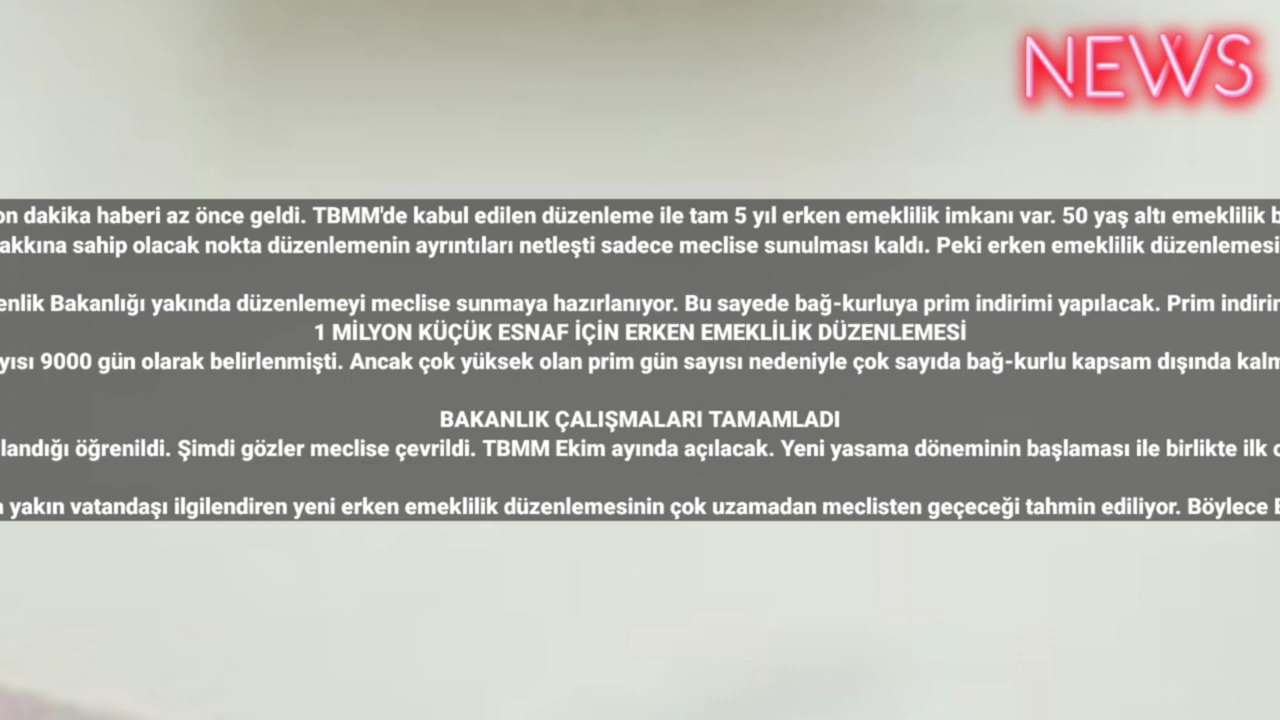 NEWS
on dakika haberi az önce geldi. TBMM'de kabul edilen düzenleme ile tam 5 yıl erken emeklilik imkanı var. 50 yaş altı emeklilik
akkına sahip olacak nokta düzenlemenin ayrıntıları netleşti sadece meclise sunulması kaldı. Peki erken emeklilik düzenlemesi
enlik Bakanlığı yakında düzenlemeyi meclise sunmaya hazırlanıyor. Bu sayede bağ-kurluya prim indirimi yapılacak. Prim indirim
1 MİLYON KÜÇÜK ESNAF İÇİN ERKEN EMEKLİLİK DÜZENLEMESİ
yısı 9000 gün olarak belirlenmişti. Ancak çok yüksek olan prim gün sayısı nedeniyle çok sayıda bağ-kurlu kapsam dışında kalm
BAKANLIK ÇALIŞMALARI TAMAMLADI
landığı öğrenildi. Şimdi gözler meclise çevrildi. TBMM Ekim ayında açılacak. Yeni yasama döneminin başlaması ile birlikte ilk
yakın vatandaşı ilgilendiren yeni erken emeklilik düzenlemesinin çok uzamadan meclisten geçeceği tahmin ediliyor. Böylece